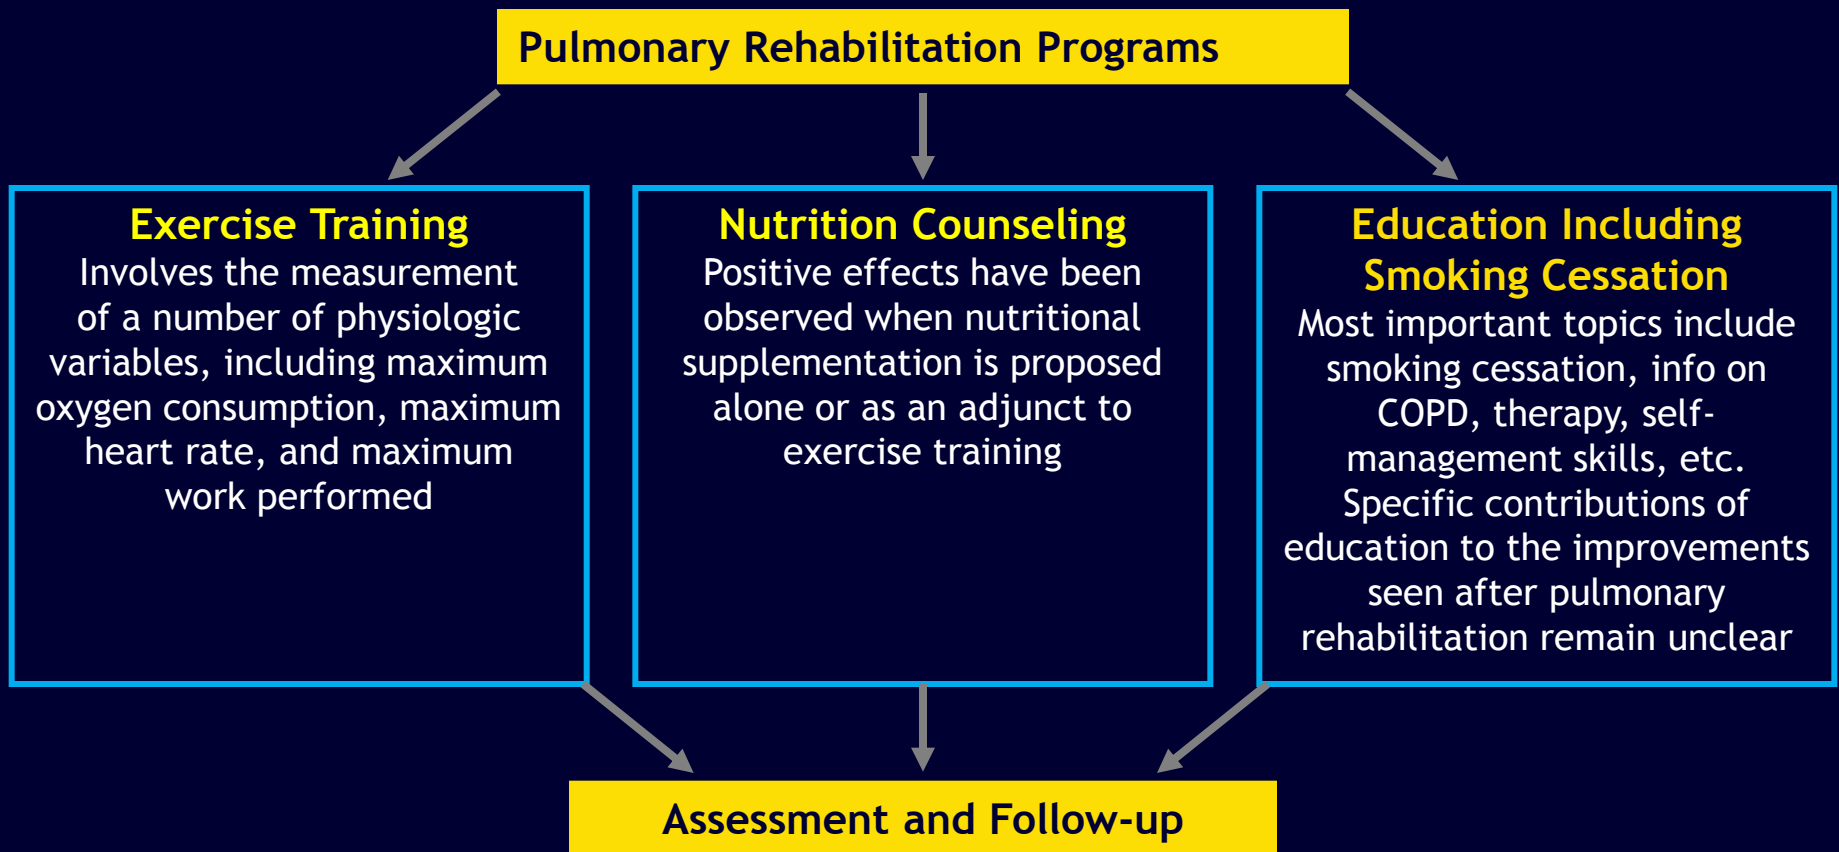 Pulmonary Rehabilitation Programs
Exercise Training
Involves the measurement
of a number of physiologic
variables, including maximum
oxygen consumption, maximum
heart rate, and maximum
work performed
Nutrition Counseling
Positive effects have been
observed when nutritional
supplementation is proposed
alone or as an adjunct to
exercise training
Education Including
Smoking Cessation
Most important topics include
smoking cessation, info on
COPD, therapy, self-
management skills, etc.
Specific contributions of
education to the improvements
seen after pulmonary
rehabilitation remain unclear
Assessment and Follow-up